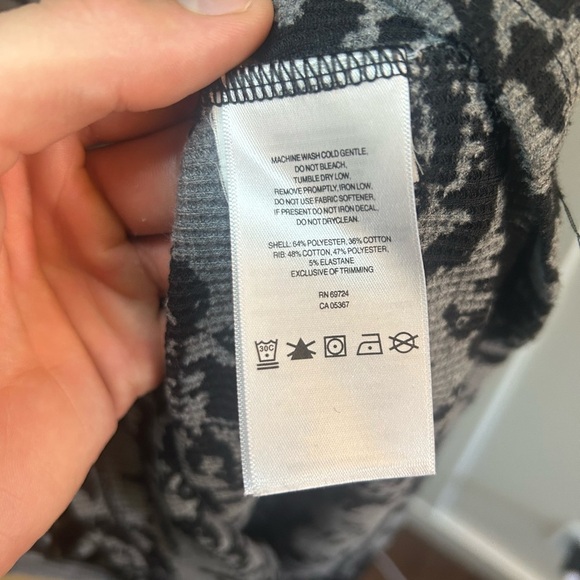 MACHINE WASH COLD GENTLE,
DO NOT BLEACH,
TUMBLE DRY LOW,
REMOVE PROMPTLY, IRON LOW,
DO NOT USE FABRIC SOFTENER,
IF PRESENT DO NOT IRON DECAL,
DO NOT DRYCLEAN.
SHELL: 64% POLYESTER, 36% COTTON
RIB: 48% COTTON, 47% POLYESTER,
5% ELASTANE
EXCLUSIVE OF TRIMMING
RN 69724
CA 05367
30C